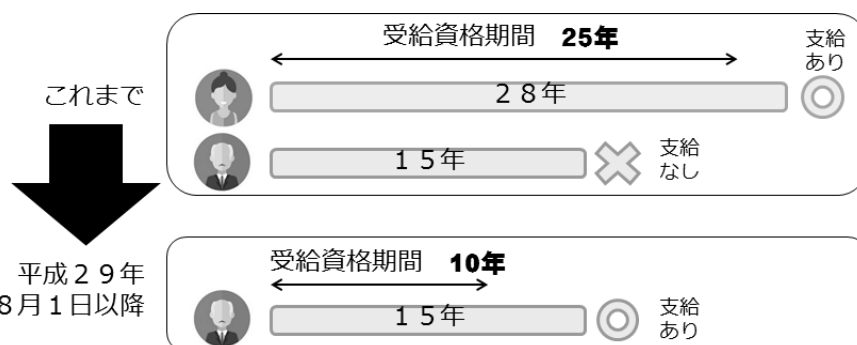 受給資格期間 25年
支給
あり
これまで
２８年
１５年
支給
なし
平成２９年
8月１日以降
受給資格期間 10年
１５年
支給
あり